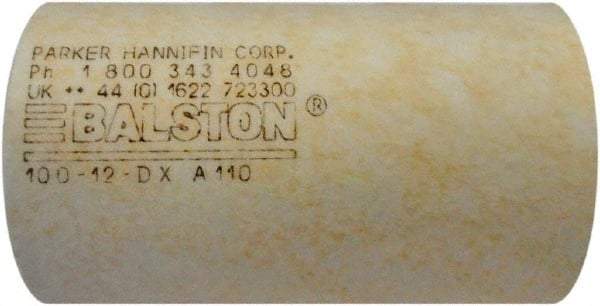 PARKER HANNIFIN CORP.
Ph 1 800 343 4048
UK ++ 44 (0) 1622 723300
BALSTON®
100-12-DX A110